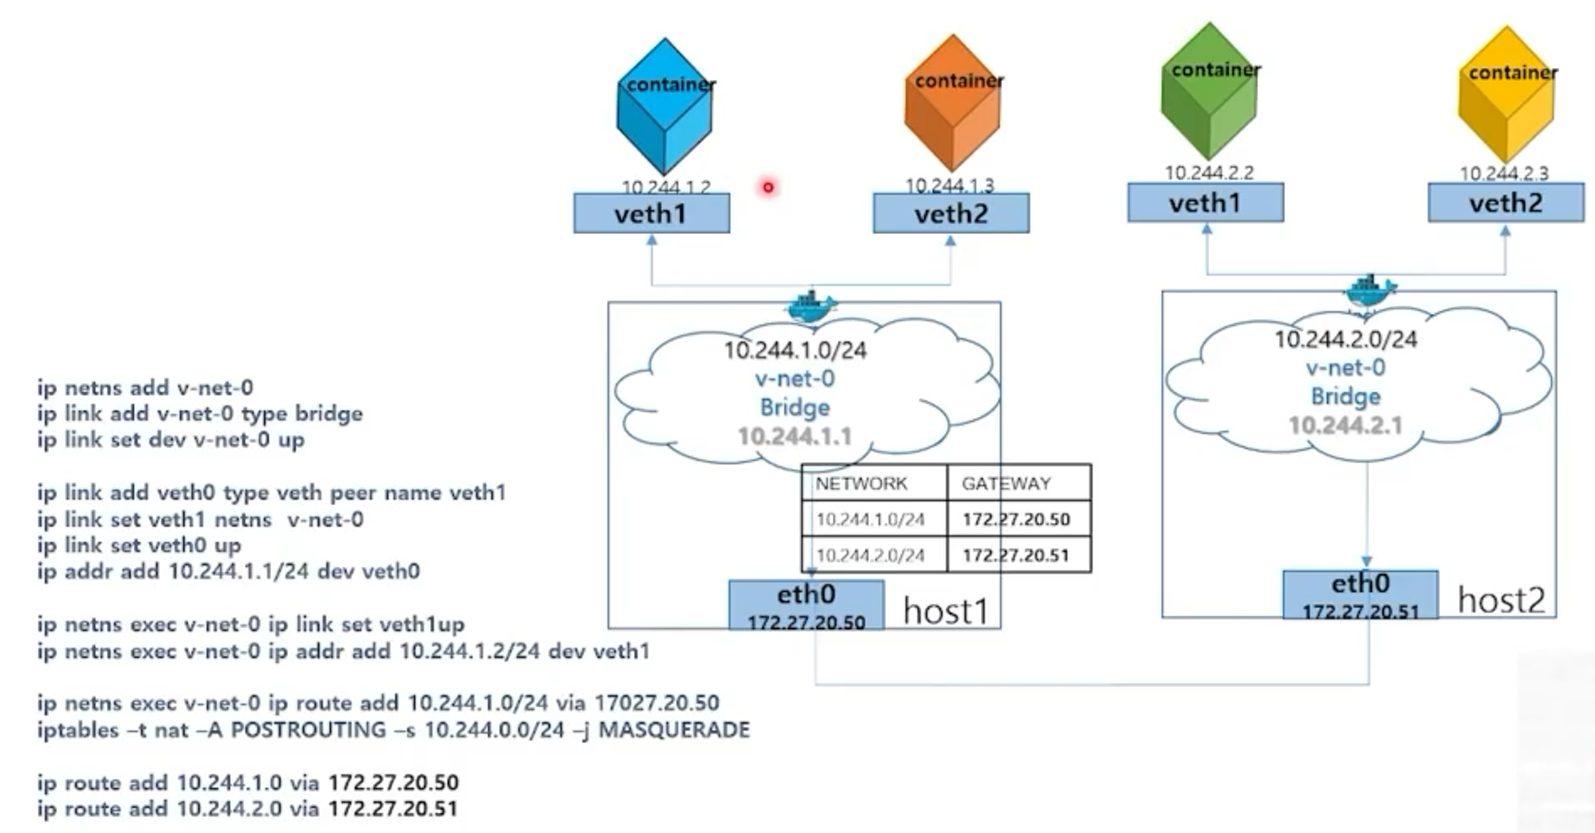 container
container
container
container
10.244.1.2
10.244.1.3
10.244.2.2
10.244.2.3
veth1
veth2
veth1
veth2
10.244.1.0/24
v-net-0
Bridge
10.244.1.1
10.244.2.0/24
v-net-0
Bridge
10.244.2.1
NETWORK GATEWAY
10.244.1.0/24 172.27.20.50
10.244.2.0/24 172.27.20.51
eth0
172.27.20.50
host1
eth0
172.27.20.51
host2
ip netns add v-net-0
ip link add v-net-0 type bridge
ip link set dev v-net-0 up
ip link add veth0 type veth peer name veth1
ip link set veth1 netns  v-net-0
ip link set veth0 up
ip addr add 10.244.1.1/24 dev veth0
ip netns exec v-net-0 ip link set veth1up
ip netns exec v-net-0 ip addr add 10.244.1.2/24 dev veth1
ip netns exec v-net-0 ip route add 10.244.1.0/24 via 17027.20.50
iptables –t nat –A POSTROUTING –s 10.244.0.0/24 –j MASQUERADE
ip route add 10.244.1.0 via 172.27.20.50
ip route add 10.244.2.0 via 172.27.20.51